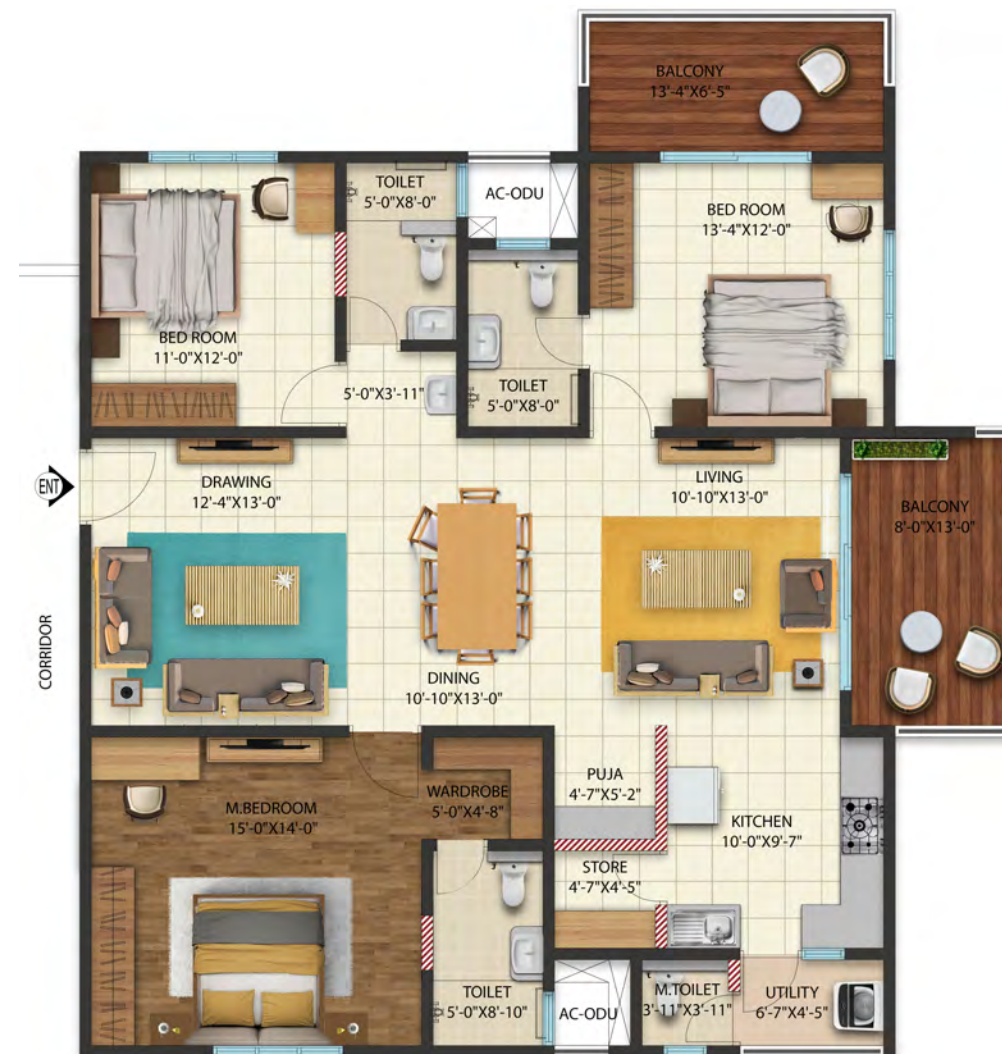 BALCONY
13'-4"X6'-5"
TOILET
5'-0"X8'-0"
AC-ODU
BED ROOM
13'-4"X12'-0"
BED ROOM
11'-0"X12'-0"
5'-0"X3'-11"
TOILET
5'-0"X8'-0"
ENT
DRAWING
12'-4"X13'-0"
LIVING
10'-10"X13'-0"
BALCONY
8'-0"X13'-0"
CORRIDOR
DINING
10'-10"X13'-0"
M.BEDROOM
15'-0"X14'-0"
WARDROBE
5'-0"X4'-8"
PUJA
4'-7"X5'-2"
KITCHEN
10'-0"X9'-7"
STORE
4'-7"X4'-5"
TOILET
5'-0"X8'-10"
AC-ODU
M.TOILET
3'-11"X3'-11"
UTILITY
6'-7"X4'-5"